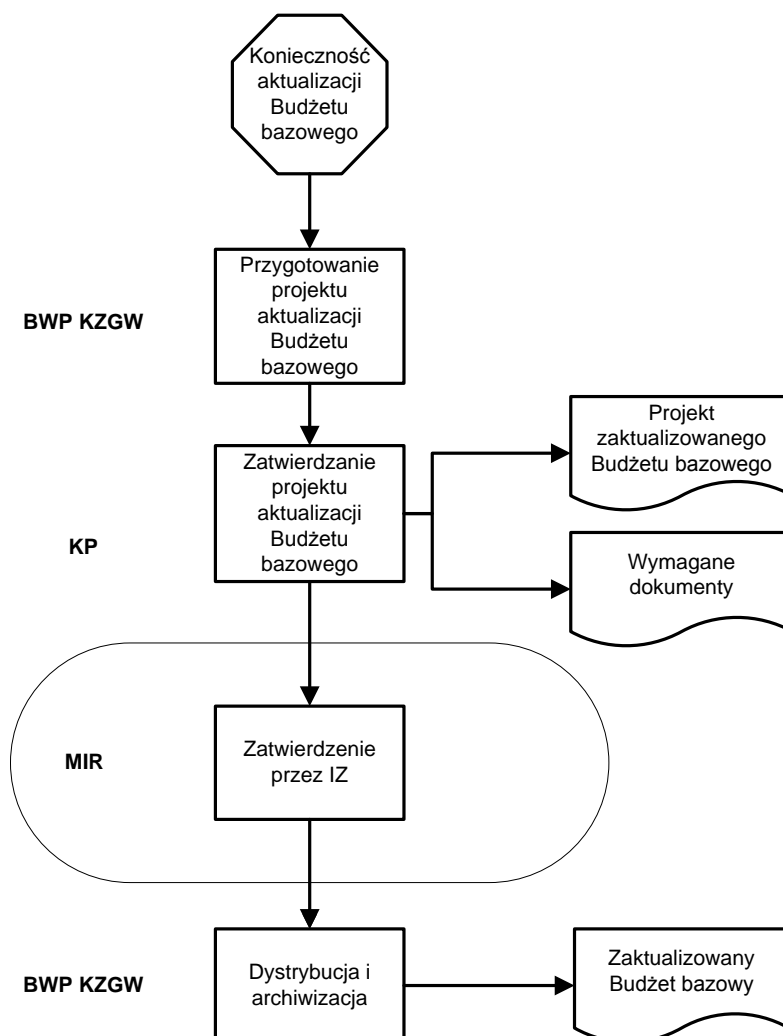 Konieczność
aktualizacji
Budżetu
bazowego
BWP KZGW
Przygotowanie
projektu
aktualizacji
Budżetu
bazowego
KP
Zatwierdzanie
projektu
aktualizacji
Budżetu
bazowego
Projekt
zaktualizowanego
Budżetu bazowego
Wymagane
dokumenty
MIR
Zatwierdzenie
przez IZ
BWP KZGW
Dystrybucja i
archiwizacja
Zaktualizowany
Budżet bazowy